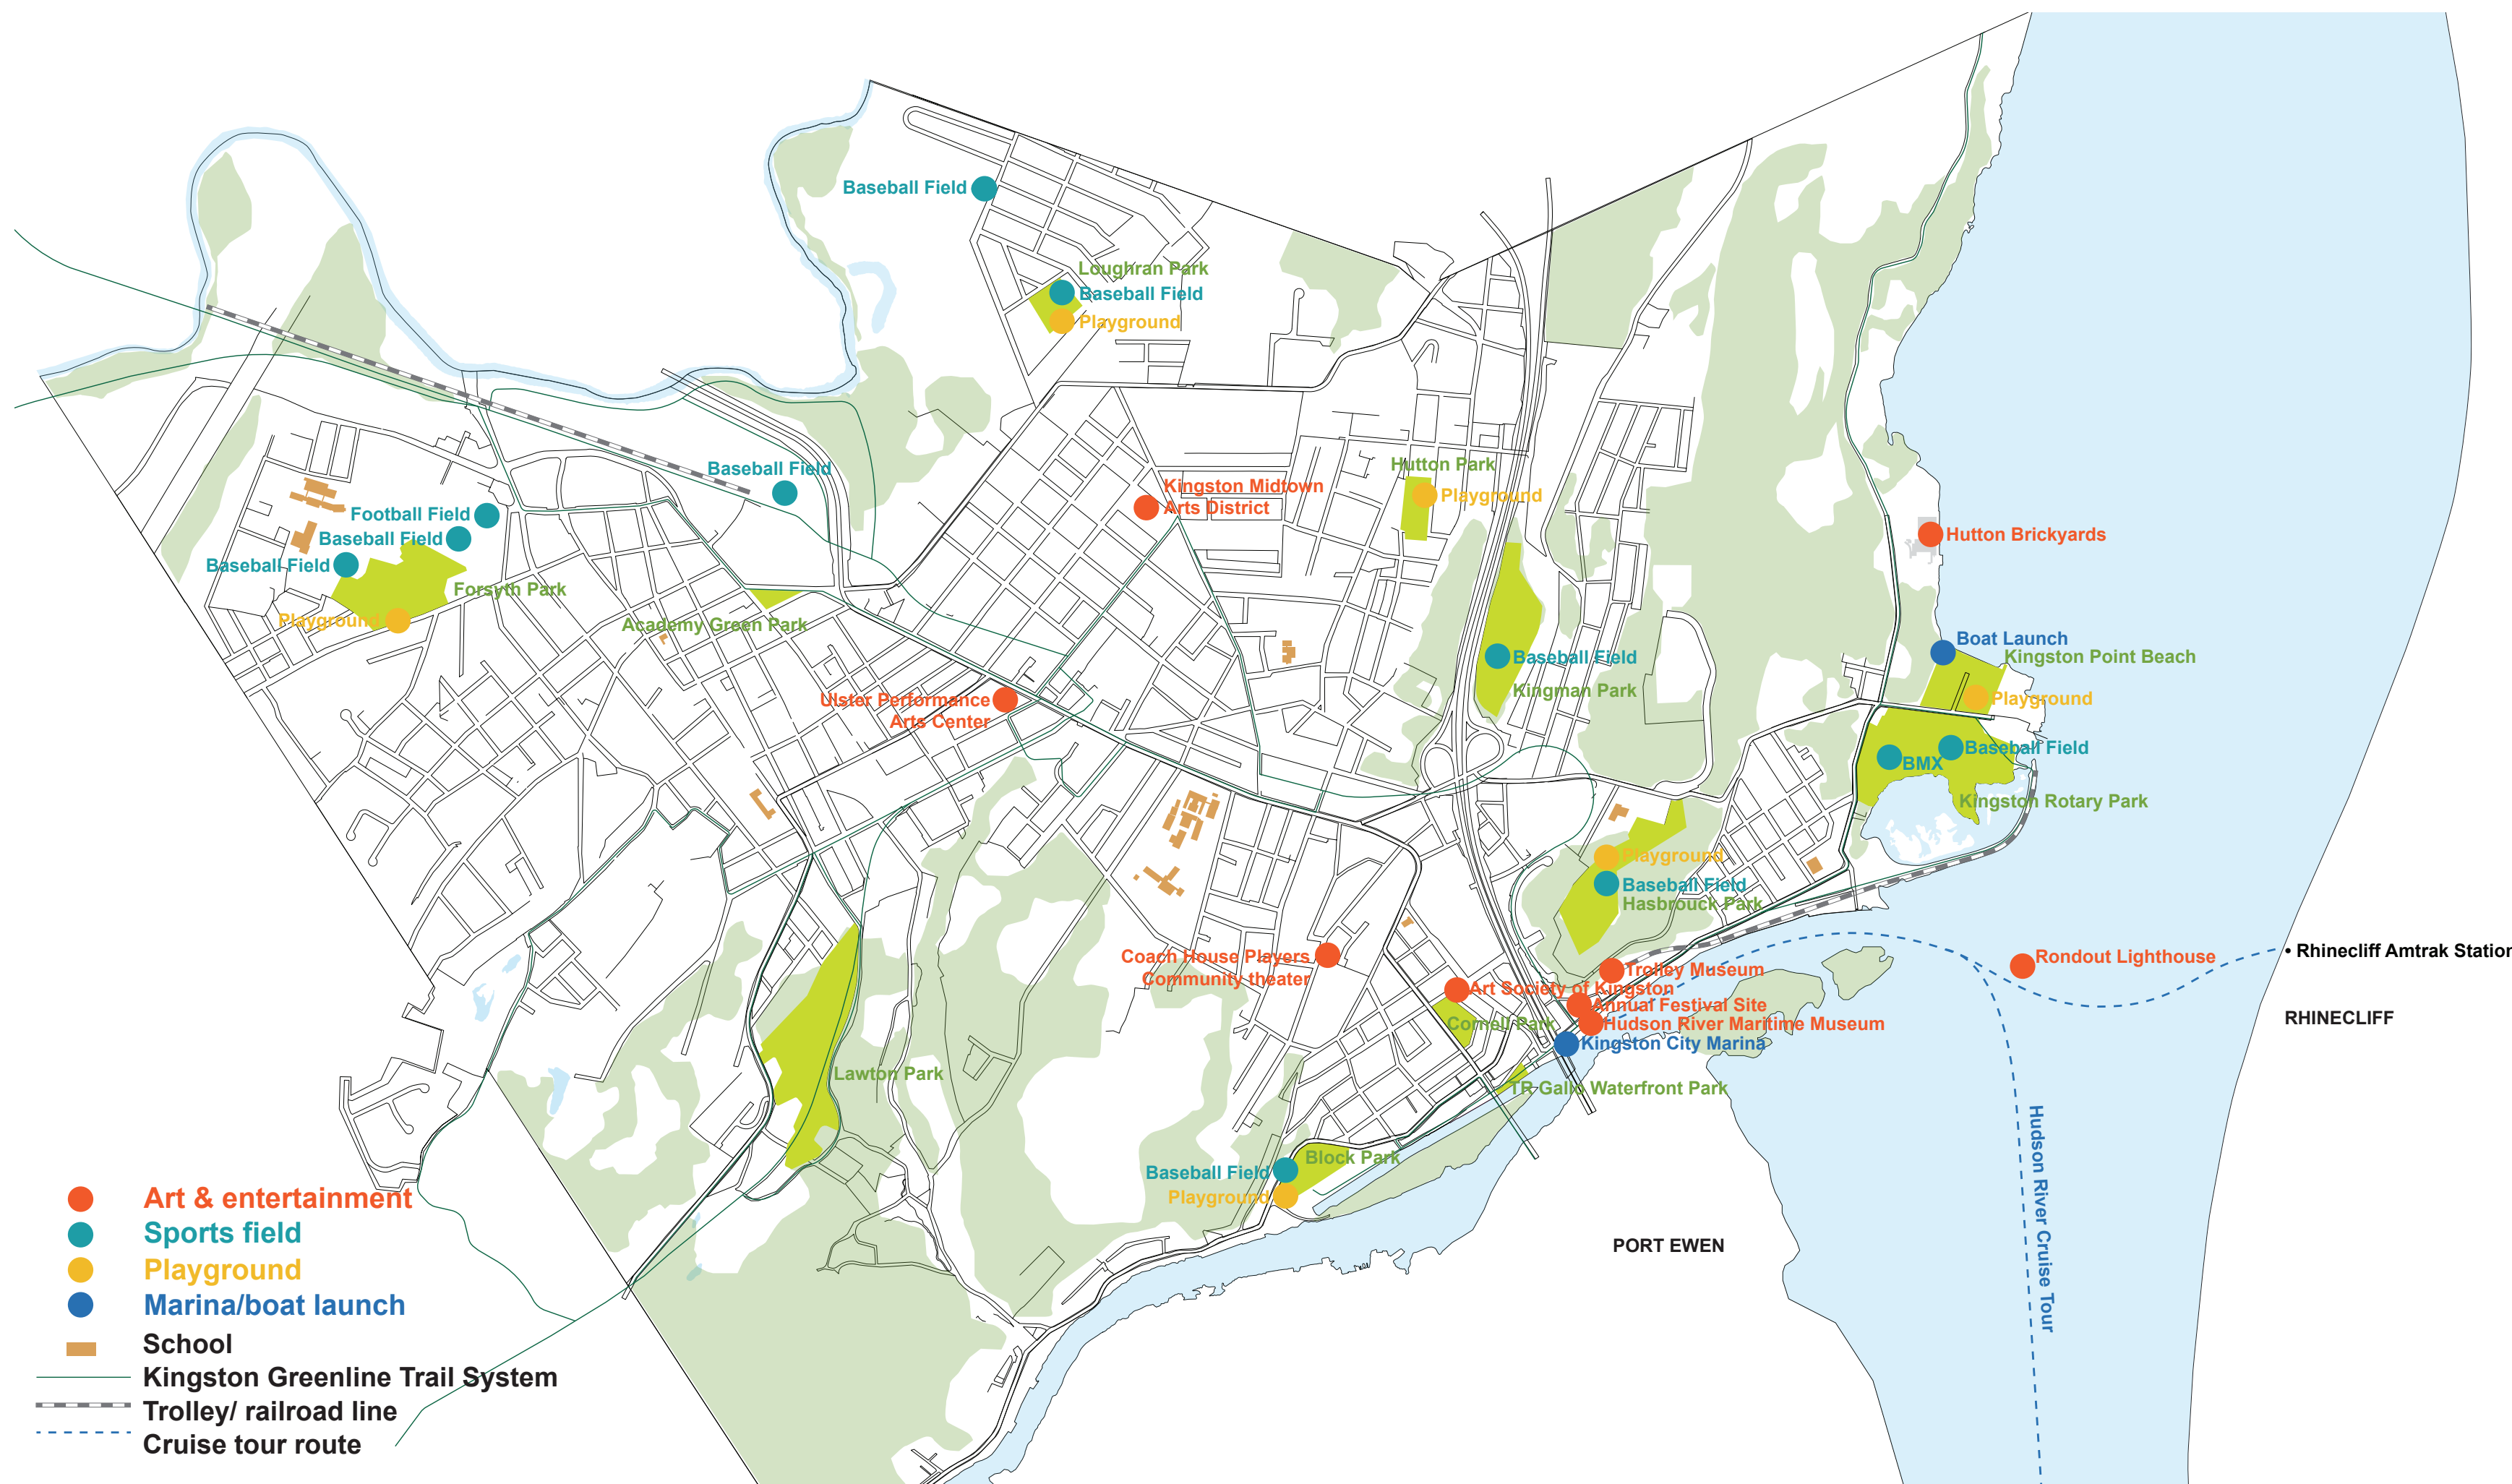 Baseball Field
Loughran Park
Baseball Field
Playground
Baseball Field
Hutton Park
Kingston Midtown
Arts District
Playground
Football Field
Baseball Field
Baseball Field
Forsyth Park
Playground
Academy Green Park
Hutton Brickyards
Boat Launch
Kingston Point Beach
Playground
Baseball Field
Kingman Park
Ulster Performance
Arts Center
Baseball Field
BMX
Kingston Rotary Park
Playground
Baseball Field
Hasbrouck Park
Coach House Players
Community theater
Trolley Museum
Art Society of Kingston
Annual Festival Site
Cornell Park
Hudson River Maritime Museum
Kingston City Marina
Rondout Lighthouse
• Rhinecliff Amtrak Station
RHINECLIFF
Lawton Park
TR Gallo Waterfront Park
Block Park
Baseball Field
Playground
PORT EWEN
Hudson River Cruise Tour
Art & entertainment
Sports field
Playground
Marina/boat launch
School
Kingston Greenline Trail System
Trolley/ railroad line
Cruise tour route